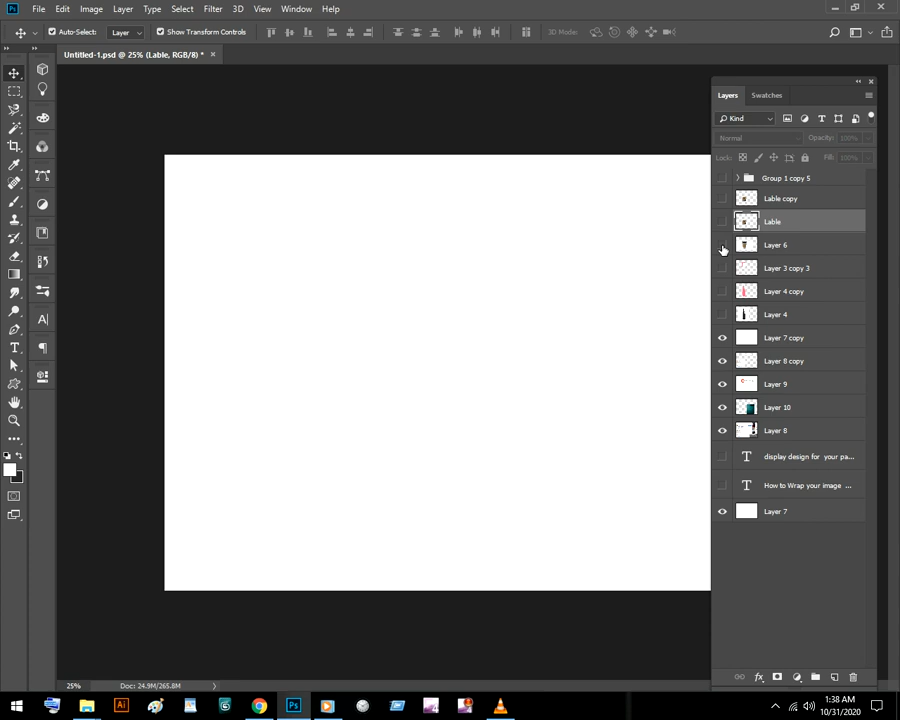 Ps File Edit Image Layer Type Select Filter 3D View Window Help
Auto-Select: Layer Show Transform Controls 3D Mode:
Untitled-1.psd @ 25% (Lable, RGB/8) * ×
Layers Swatches
Kind
Normal Opacity: 100%
Lock: Fill: 100%
Group 1 copy 5
Lable copy
Lable
Layer 6
Layer 3 copy 3
Layer 4 copy
Layer 4
Layer 7 copy
Layer 8 copy
Layer 9
Layer 10
Layer 8
display design for your pa...
How to Wrap your image ...
Layer 7
25% Doc: 24.9M/265.8M
fx
1:38 AM
10/31/2020